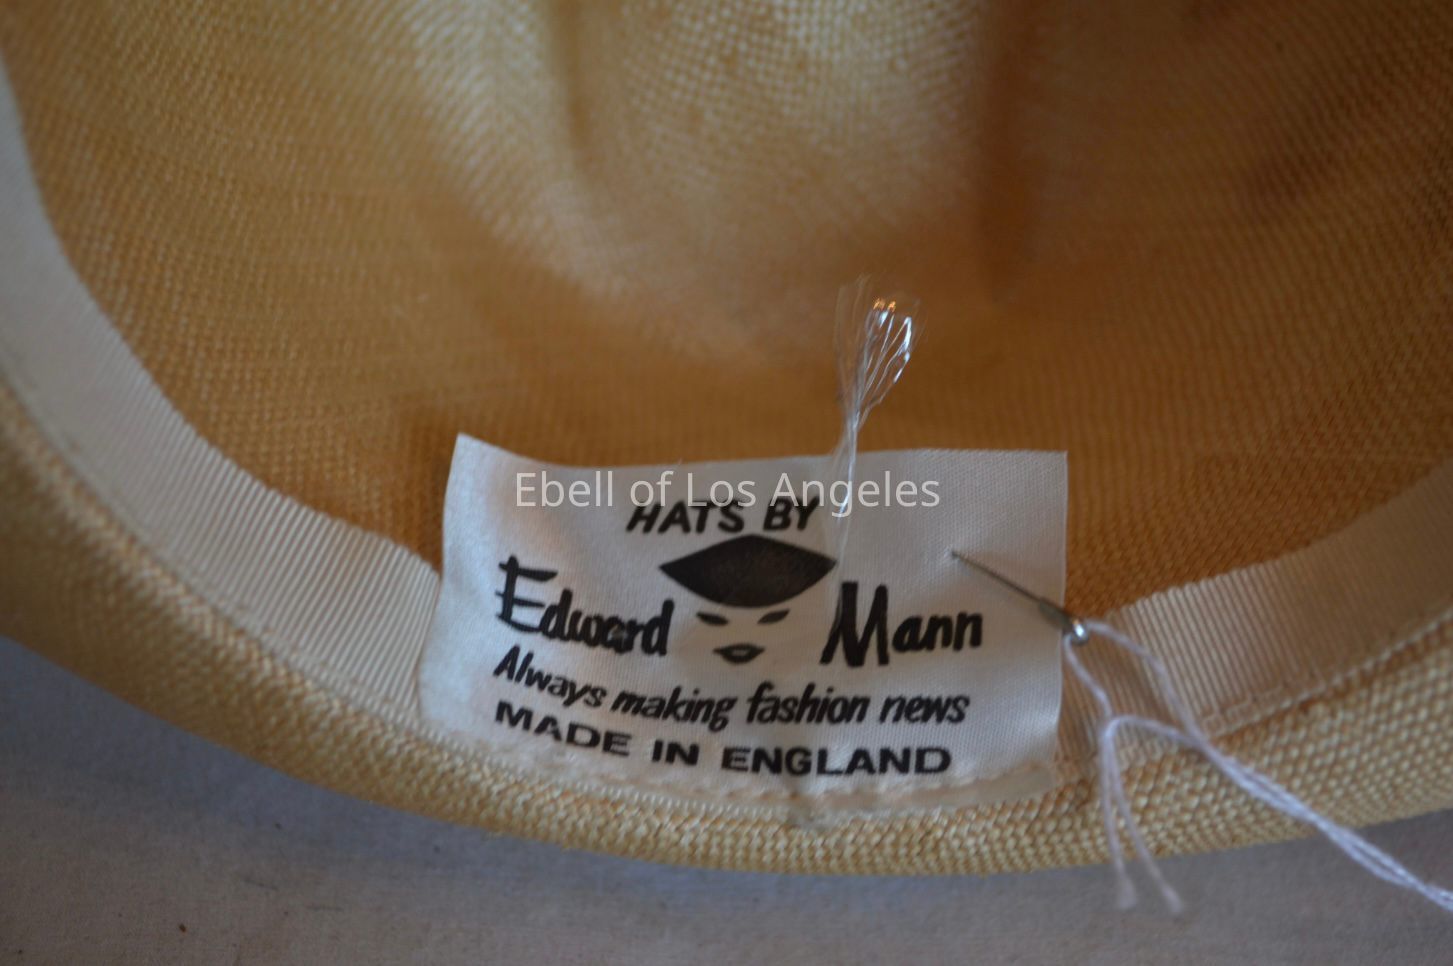 Ebell of Los Angeles
HATS BY
Edward Mann
Always making fashion news
MADE IN ENGLAND